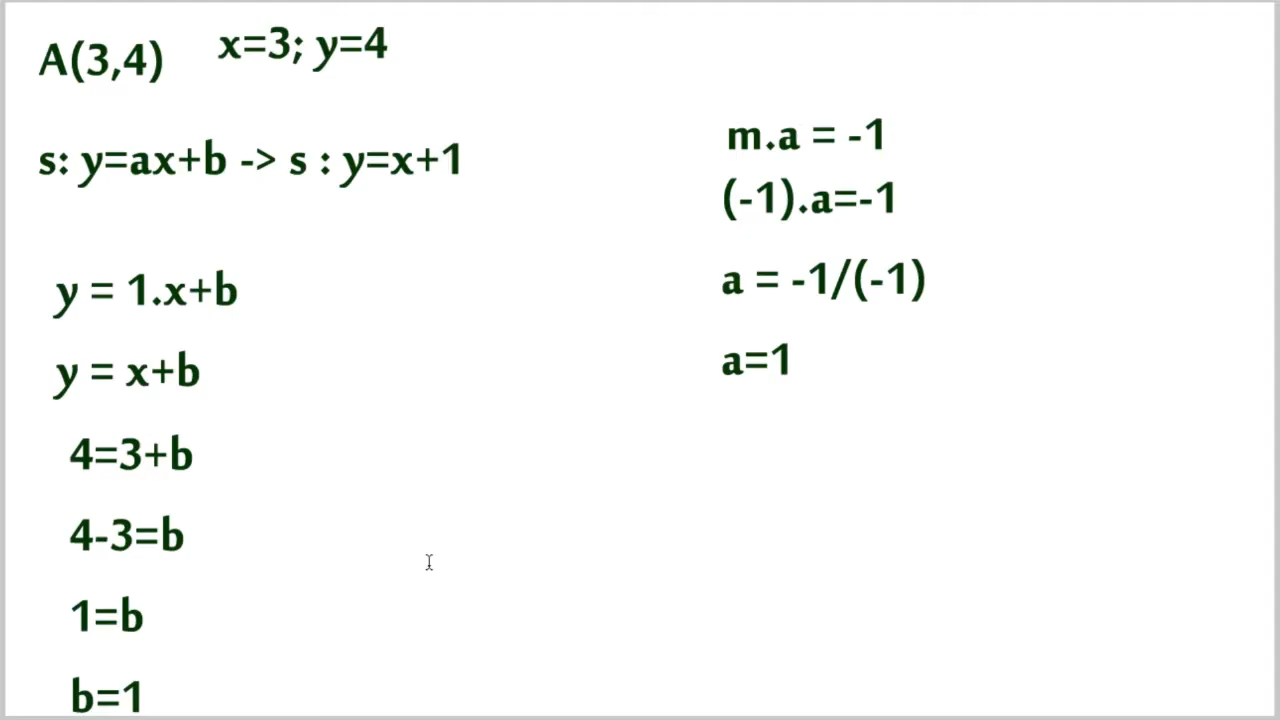 A(3,4) x=3; y=4
s: y=ax+b -> s : y=x+1
y = 1.x+b
y = x+b
4=3+b
4-3=b
1=b
b=1
m.a = -1
(-1).a=-1
a = -1/(-1)
a=1